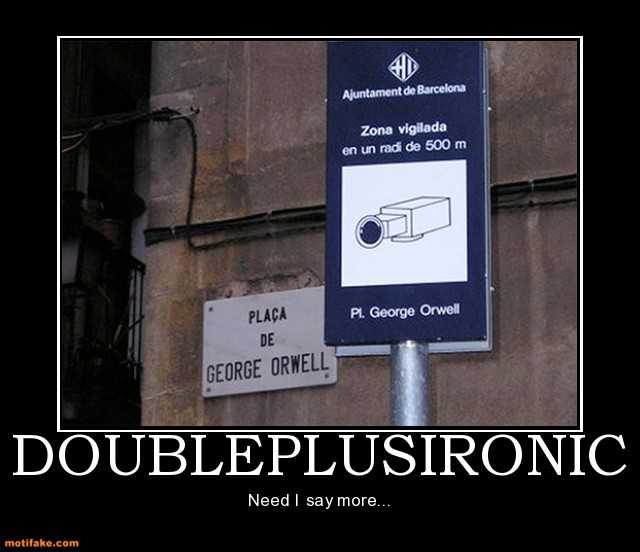 Ajuntament de Barcelona
Zona vigilada
en un radi de 500 m
Pl. George Orwell
PLAÇA
DE
GEORGE ORWELL
DOUBLEPLUSIRONIC
Need I say more...
motifake.com